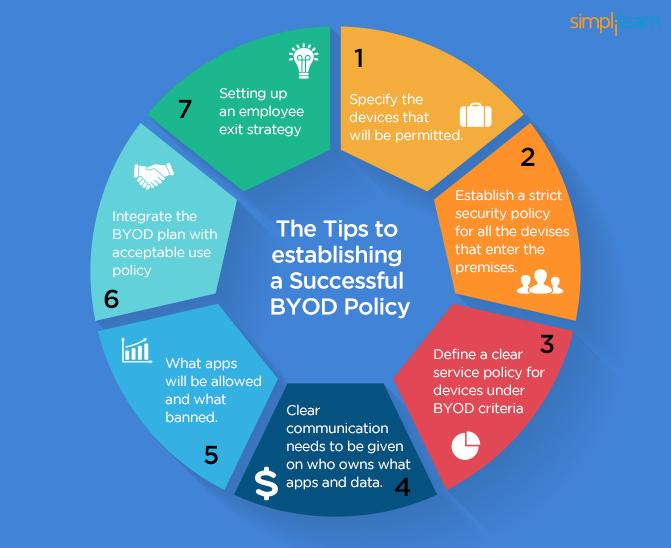 simplilearn
1
Specify the
devices that
will be permitted.
2
Establish a strict
security policy
for all the devises
that enter the
premises.
3
Define a clear
service policy for
devices under
BYOD criteria
Clear
communication
needs to be given
on who owns what
apps and data.
4
$
What apps
will be allowed
and what
banned.
5
Integrate the
BYOD plan with
acceptable use
policy
6
7
Setting up
an employee
exit strategy
The Tips to
establishing
a Successful
BYOD Policy